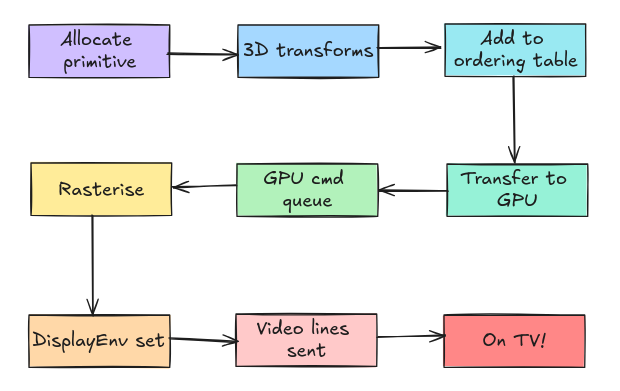 Allocate
primitive
3D transforms
Add to
ordering table
Transfer to
GPU
GPU cmd
queue
Rasterise
DisplayEnv set
Video lines
sent
On TV!